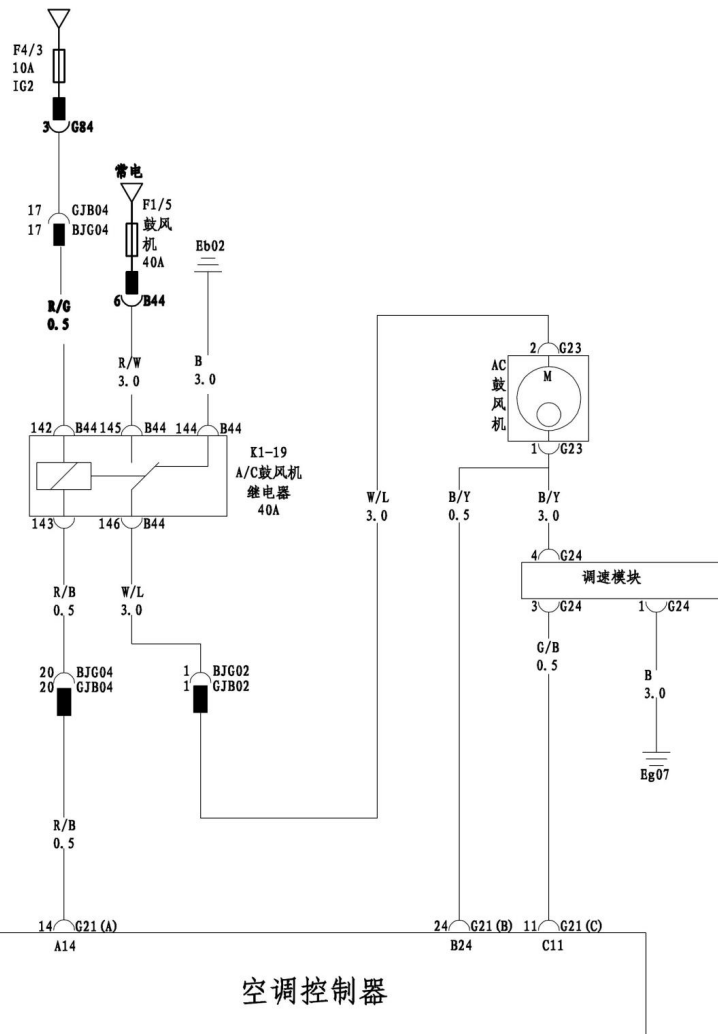 F4/3
10A
IG2
3 G84
常电
17 GJB04
17 BJG04
F1/5
鼓风
机
40A
Eb02
6 B44
R/G
0.5
R/W
3.0
B
3.0
2 G23
AC
鼓
风
机
M
1 G23
142 B44 145 B44 144 B44
K1-19
A/C鼓风机
继电器
40A
143 146 B44
W/L
3.0
B/Y
0.5
B/Y
3.0
4 G24
调速模块
3 G24 1 G24
R/B
0.5
W/L
3.0
G/B
0.5
B
3.0
20 BJG04
20 GJB04
1 BJG02
1 GJB02
Eg07
R/B
0.5
14 G21(A)
A14
24 G21(B)
B24
11 G21(C)
C11
空调控制器